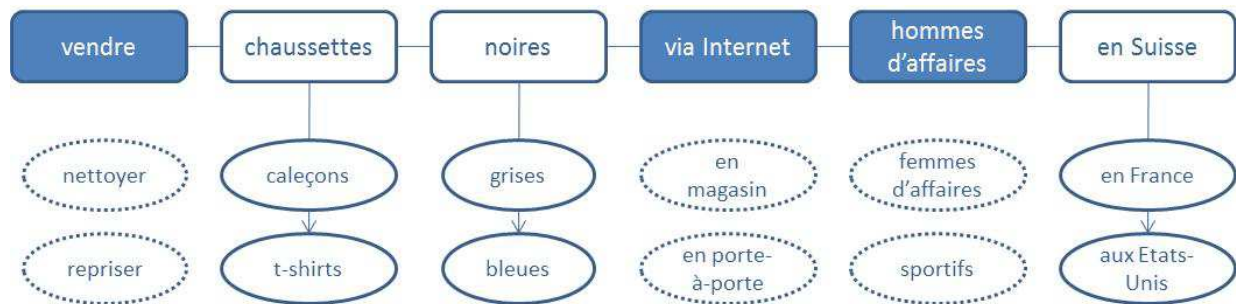 vendre
chaussettes
noires
via Internet
hommes
d'affaires
en Suisse
nettoyer
caleçons
grises
en
magasin
femmes
d'affaires
en France
repriser
t-shirts
bleues
en porte-
à-porte
sportifs
aux Etats-
Unis